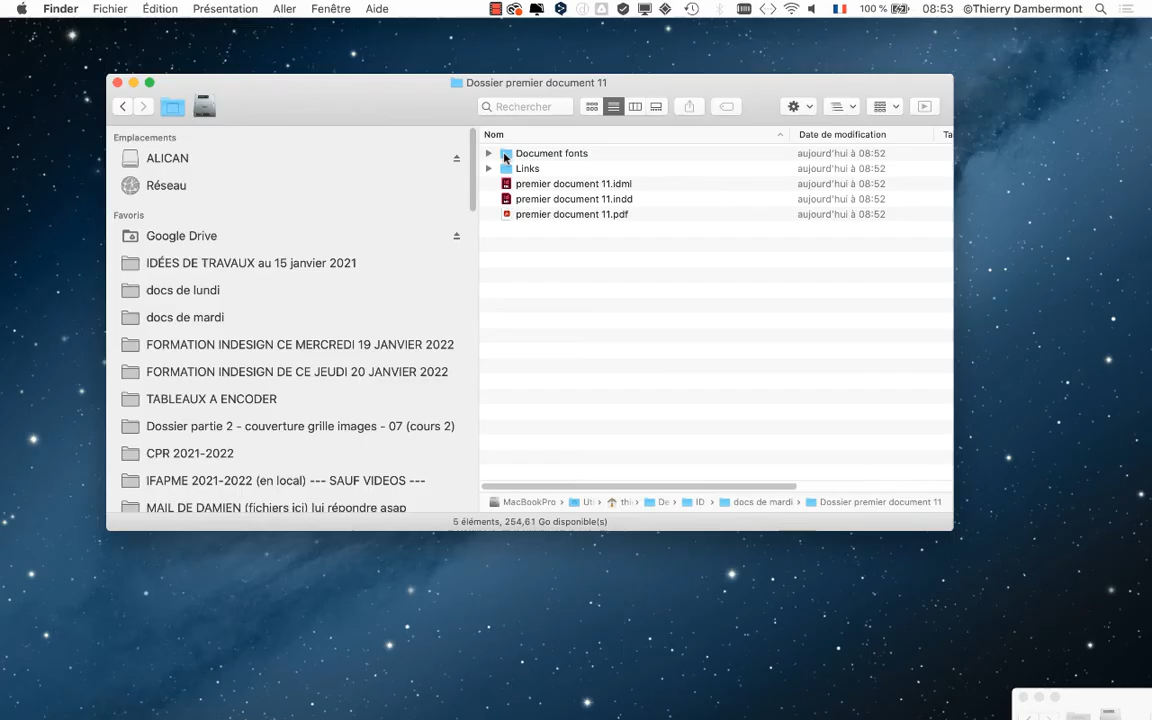 Finder Fichier Édition Présentation Aller Fenêtre Aide 100 % 08:53 ©Thierry Dambermont
Dossier premier document 11
Rechercher
Emplacements
ALICAN
Réseau
Favoris
Google Drive
IDÉES DE TRAVAUX au 15 janvier 2021
docs de lundi
docs de mardi
FORMATION INDESIGN CE MERCREDI 19 JANVIER 2022
FORMATION INDESIGN DE CE JEUDI 20 JANVIER 2022
TABLEAUX A ENCODER
Dossier partie 2 - couverture grille images - 07 (cours 2)
CPR 2021-2022
IFAPME 2021-2022 (en local) --- SAUF VIDEOS ---
MAIL DE DAMIEN (fichiers ici) lui répondre asap
Nom Date de modification Ta
Document fonts aujourd'hui à 08:52
Links aujourd'hui à 08:52
premier document 11.idml aujourd'hui à 08:52
premier document 11.indd aujourd'hui à 08:52
premier document 11.pdf aujourd'hui à 08:52
MacBookPro › Uti › thi › De › ID › docs de mardi › Dossier premier document 11
5 éléments, 254,61 Go disponible(s)